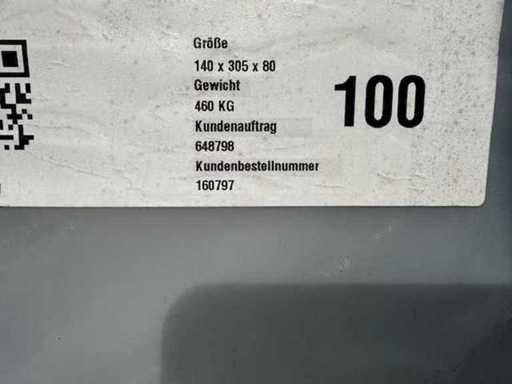 Größe
140 x 305 x 80
Gewicht
460 KG
Kundenauftrag
648798
Kundenbestellnummer
160797
100